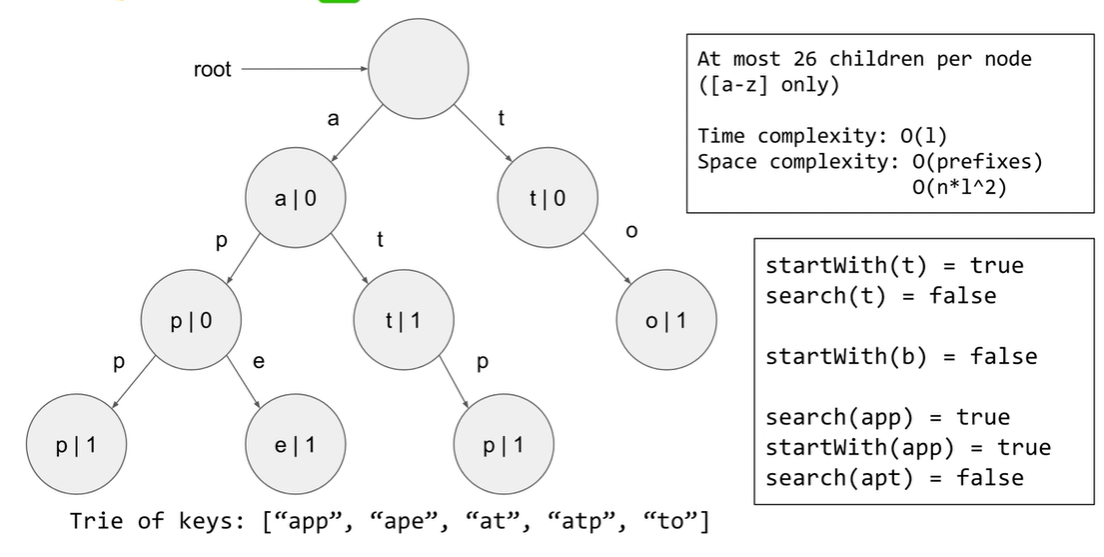 root
a
t
a|0
t|0
p
t
o
p|0
t|1
o|1
p
e
p
p|1
e|1
p|1
Trie of keys: [“app”, “ape”, “at”, “atp”, “to”]
At most 26 children per node
([a-z] only)
Time complexity: O(l)
Space complexity: O(prefixes)
O(n*l^2)
startWith(t) = true
search(t) = false
startWith(b) = false
search(app) = true
startWith(app) = true
search(apt) = false